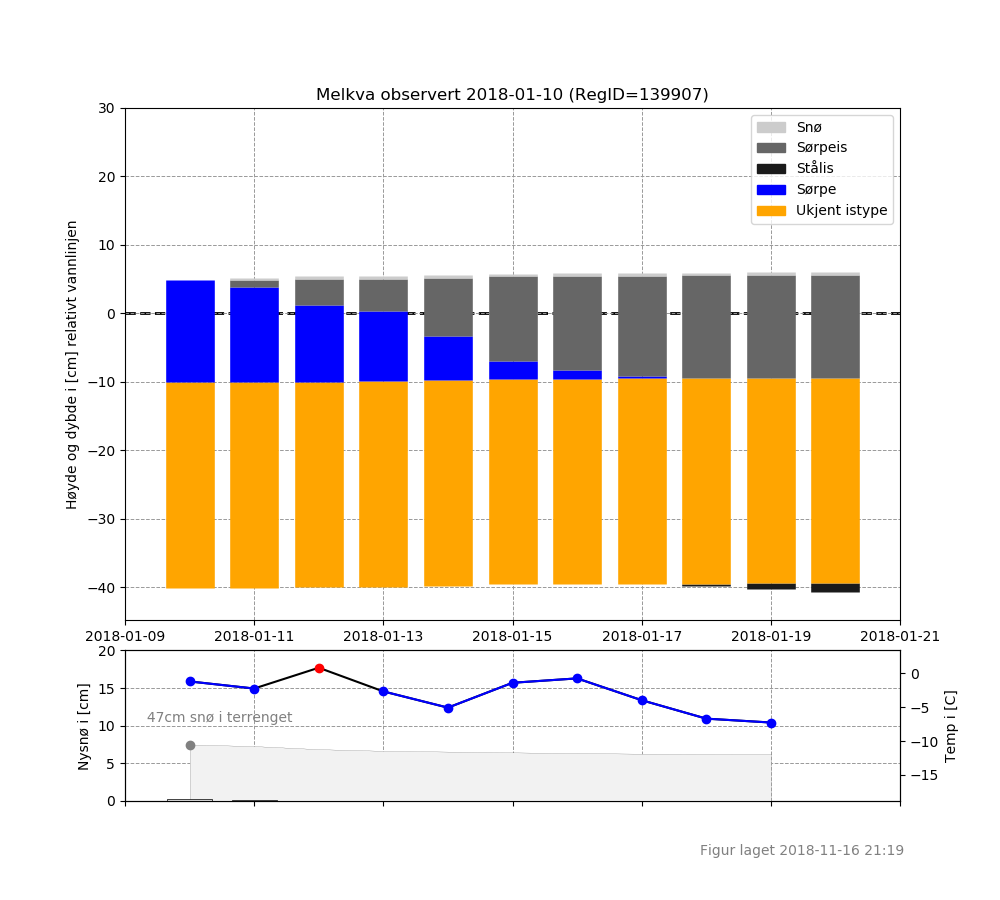 Melkva observert 2018-01-10 (RegID=139907)
30
20
10
0
−10
−20
−30
−40
Høyde og dybde i [cm] relativt vannlinjen
Snø
Sørpeis
Stålis
Sørpe
Ukjent istype
2018-01-09 2018-01-11 2018-01-13 2018-01-15 2018-01-17 2018-01-19 2018-01-21
20
15
10
5
0
Nysnø i [cm]
47cm snø i terrenget
0
−5
−10
−15
Temp i [C]
Figur laget 2018-11-16 21:19